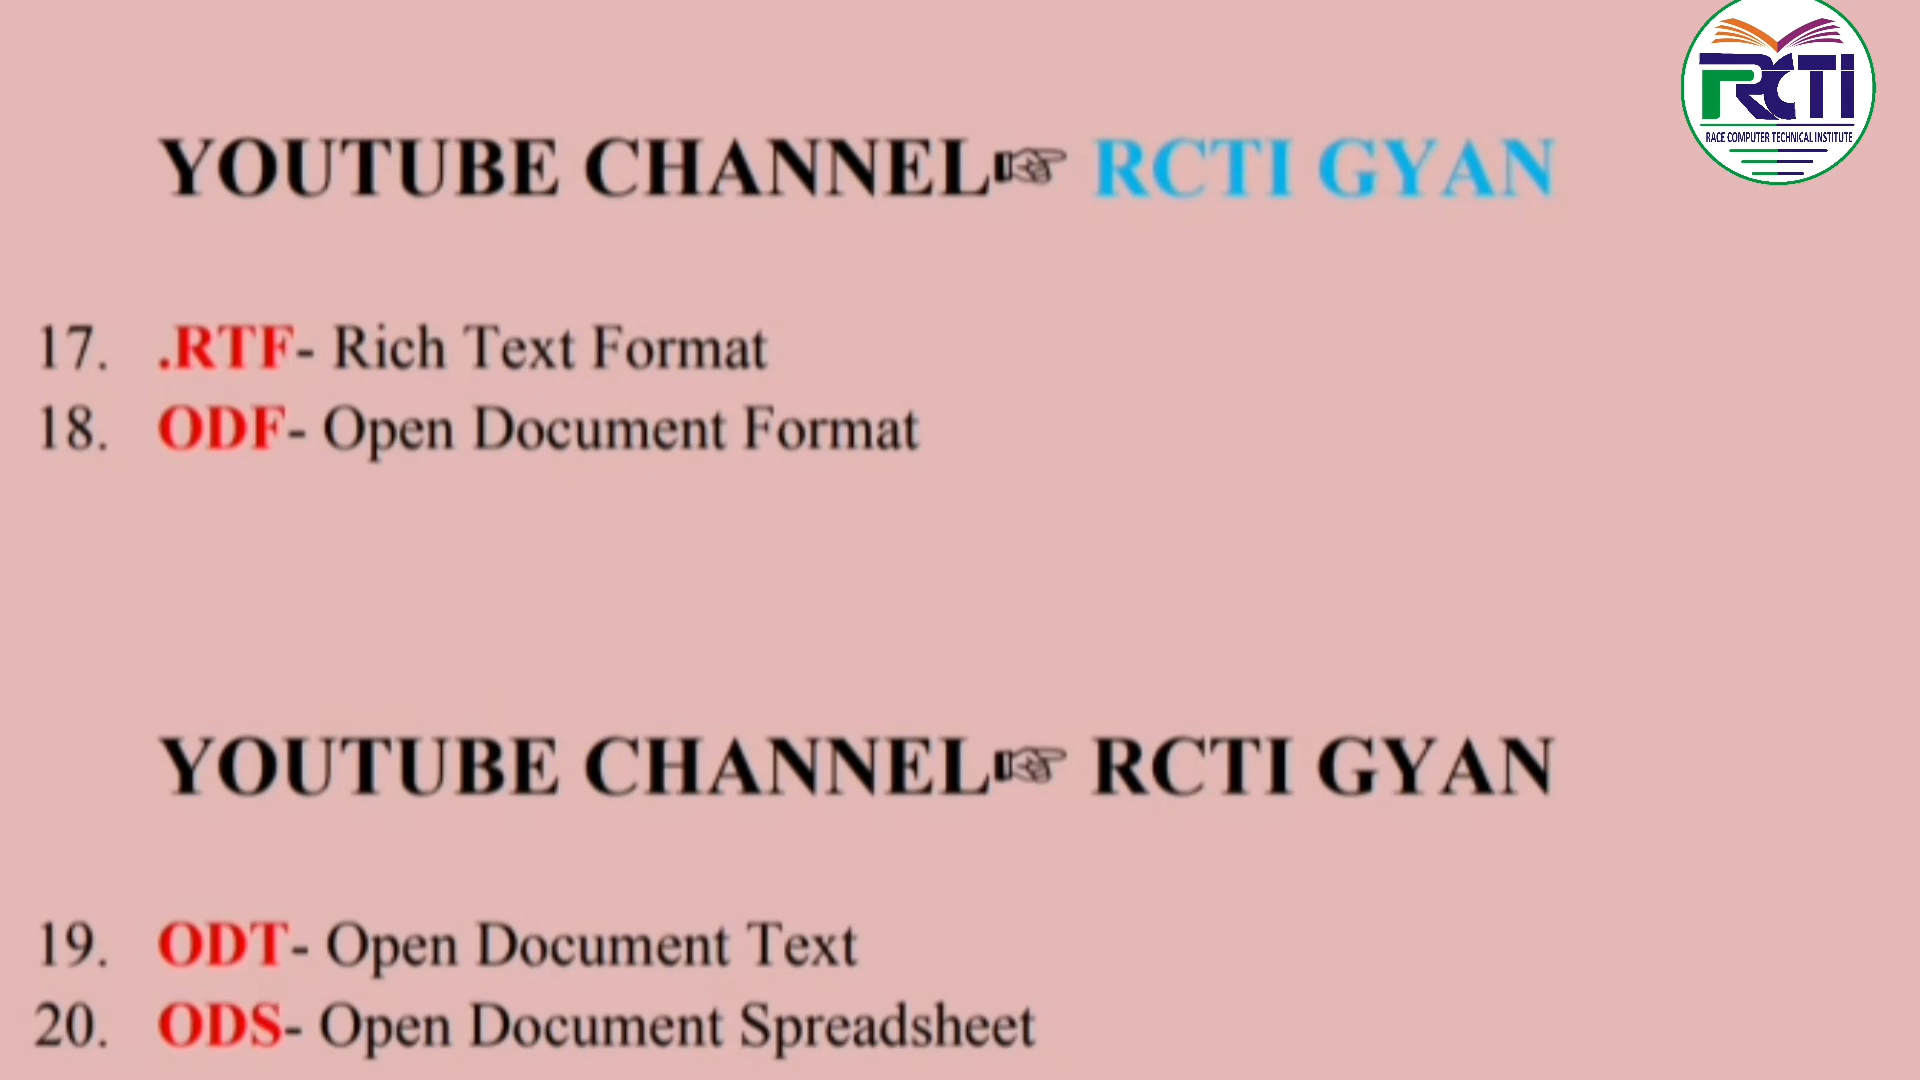 RCTI
RACE COMPUTER TECHNICAL INSTITUTE
YOUTUBE CHANNEL☞ RCTI GYAN
17. .RTF- Rich Text Format
18. ODF- Open Document Format
YOUTUBE CHANNEL☞ RCTI GYAN
19. ODT- Open Document Text
20. ODS- Open Document Spreadsheet